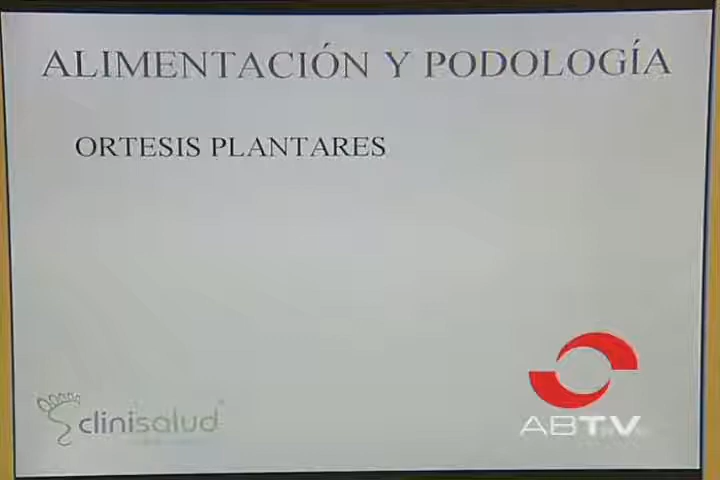 ALIMENTACIÓN Y PODOLOGÍA
ORTESIS PLANTARES
clinisalud
ABTV